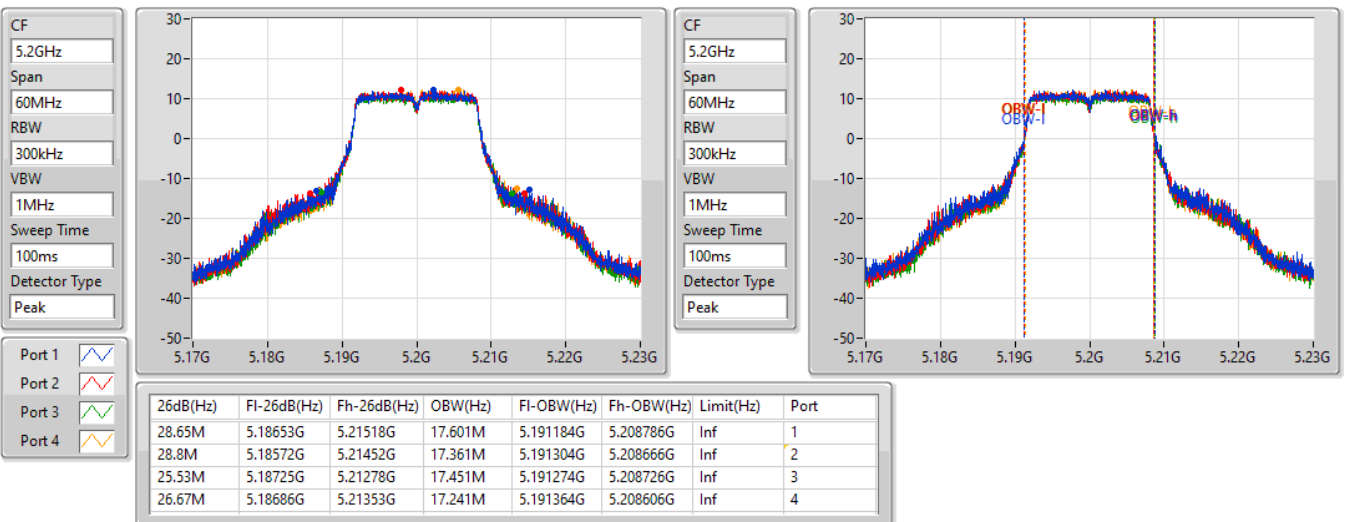 CF
5.2GHz
Span
60MHz
RBW
300kHz
VBW
1MHz
Sweep Time
100ms
Detector Type
Peak
Port 1
Port 2
Port 3
Port 4
30
20
10
0
-10
-20
-30
-40
-50
5.17G 5.18G 5.19G 5.2G 5.21G 5.22G 5.23G
CF
5.2GHz
Span
60MHz
RBW
300kHz
VBW
1MHz
Sweep Time
100ms
Detector Type
Peak
30
20
10
0
-10
-20
-30
-40
-50
OBW-l
OBW-l
OBW-h
5.17G 5.18G 5.19G 5.2G 5.21G 5.22G 5.23G
26dB(Hz) Fl-26dB(Hz) Fh-26dB(Hz) OBW(Hz) Fl-OBW(Hz) Fh-OBW(Hz) Limit(Hz) Port
28.65M 5.18653G 5.21518G 17.601M 5.191184G 5.208786G Inf 1
28.8M 5.18572G 5.21452G 17.361M 5.191304G 5.208666G Inf 2
25.53M 5.18725G 5.21278G 17.451M 5.191274G 5.208726G Inf 3
26.67M 5.18686G 5.21353G 17.241M 5.191364G 5.208606G Inf 4